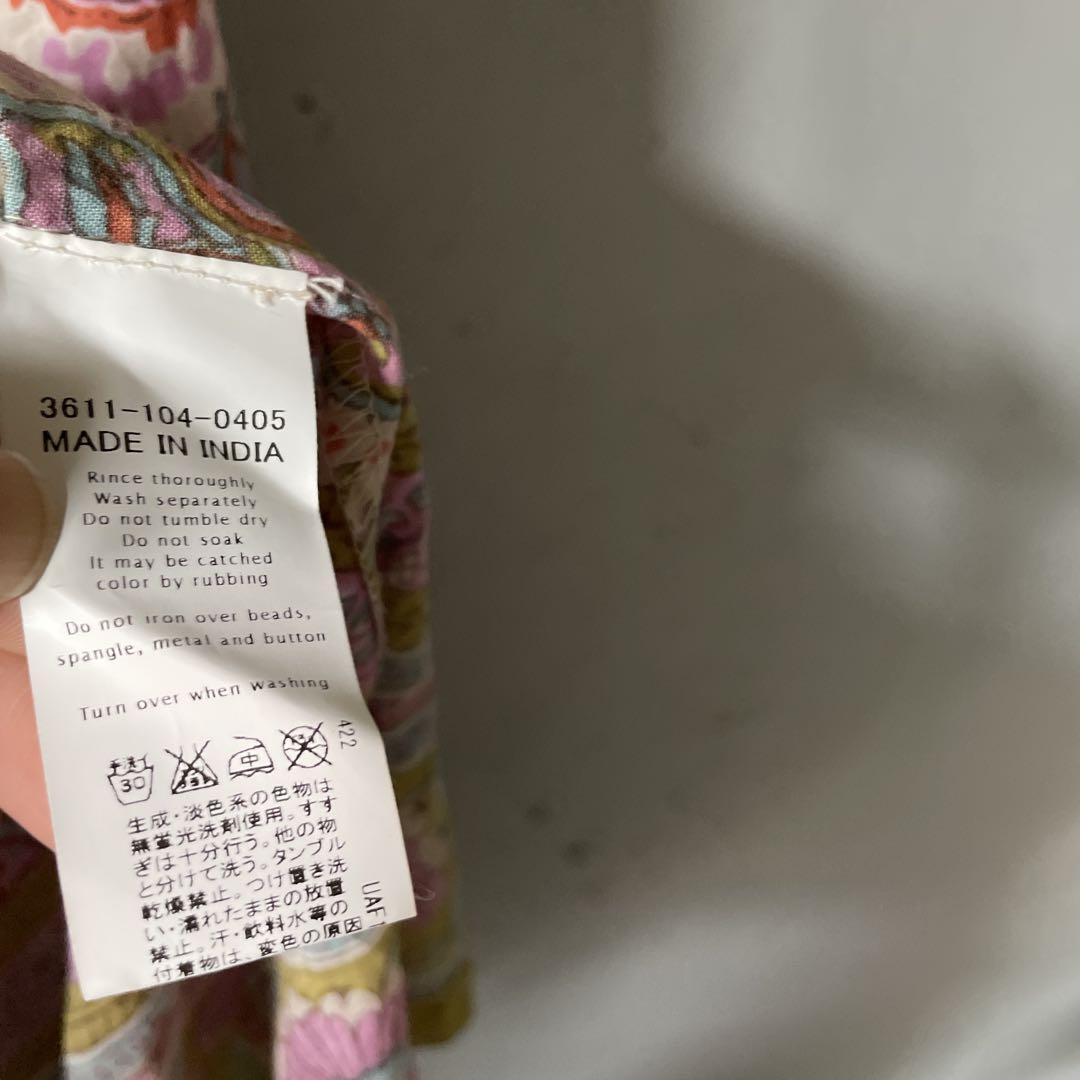 3611-104-0405
MADE IN INDIA
Rince thoroughly
Wash separately
Do not tumble dry
Do not soak
It may be catched
color by rubbing
Do not iron over beads,
spangle, metal and button
Turn over when washing
手洗イ
30
中
422
生成・淡色系の色物は
無蛍光洗剤使用。すす
ぎは十分行う。他の物
と分けて洗う。タンブル
乾燥禁止。つけ置き洗
い・濡れたままの放置
禁止。汗・飲料水等の
付着物は、変色の原因
UAF